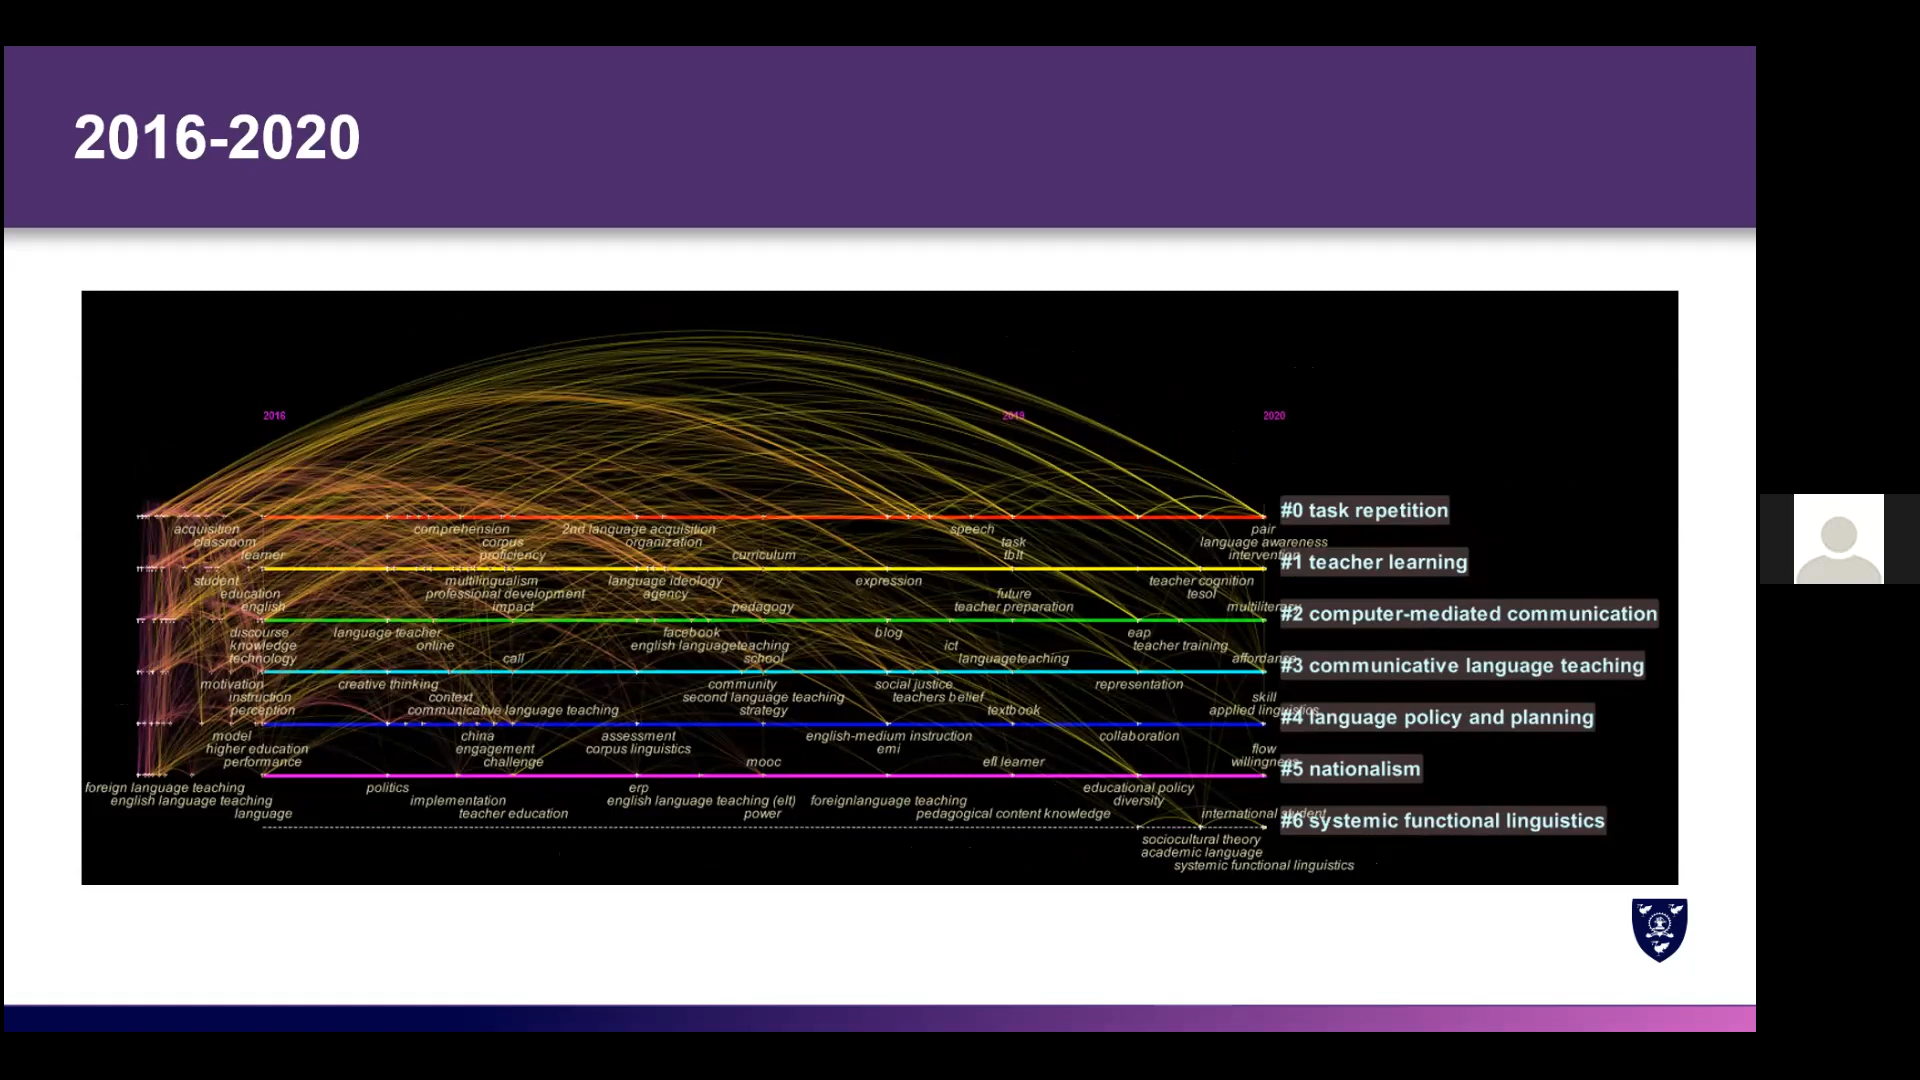 2016-2020
2016 2019 2020
#0 task repetition
acquisition comprehension 2nd language acquisition speech pair
classroom corpus organization task language awareness
learner proficiency curriculum tblt intervention
#1 teacher learning
student multilingualism language ideology expression teacher cognition
education professional development agency future tesol
english impact pedagogy teacher preparation
#2 computer-mediated communication
discourse language teacher facebook blog eap
knowledge online english languageteaching ict teacher training
technology call school languageteaching
#3 communicative language teaching
motivation creative thinking community social justice representation skill
instruction context second language teaching teachers belief
perception communicative language teaching strategy textbook applied linguistics
#4 language policy and planning
model china assessment english-medium instruction collaboration
higher education engagement corpus linguistics emi flow
performance challenge mooc efl learner
#5 nationalism
foreign language teaching politics erp educational policy
english language teaching implementation english language teaching (elt) foreignlanguage teaching diversity
language teacher education power pedagogical content knowledge international student
#6 systemic functional linguistics
sociocultural theory
academic language
systemic functional linguistics